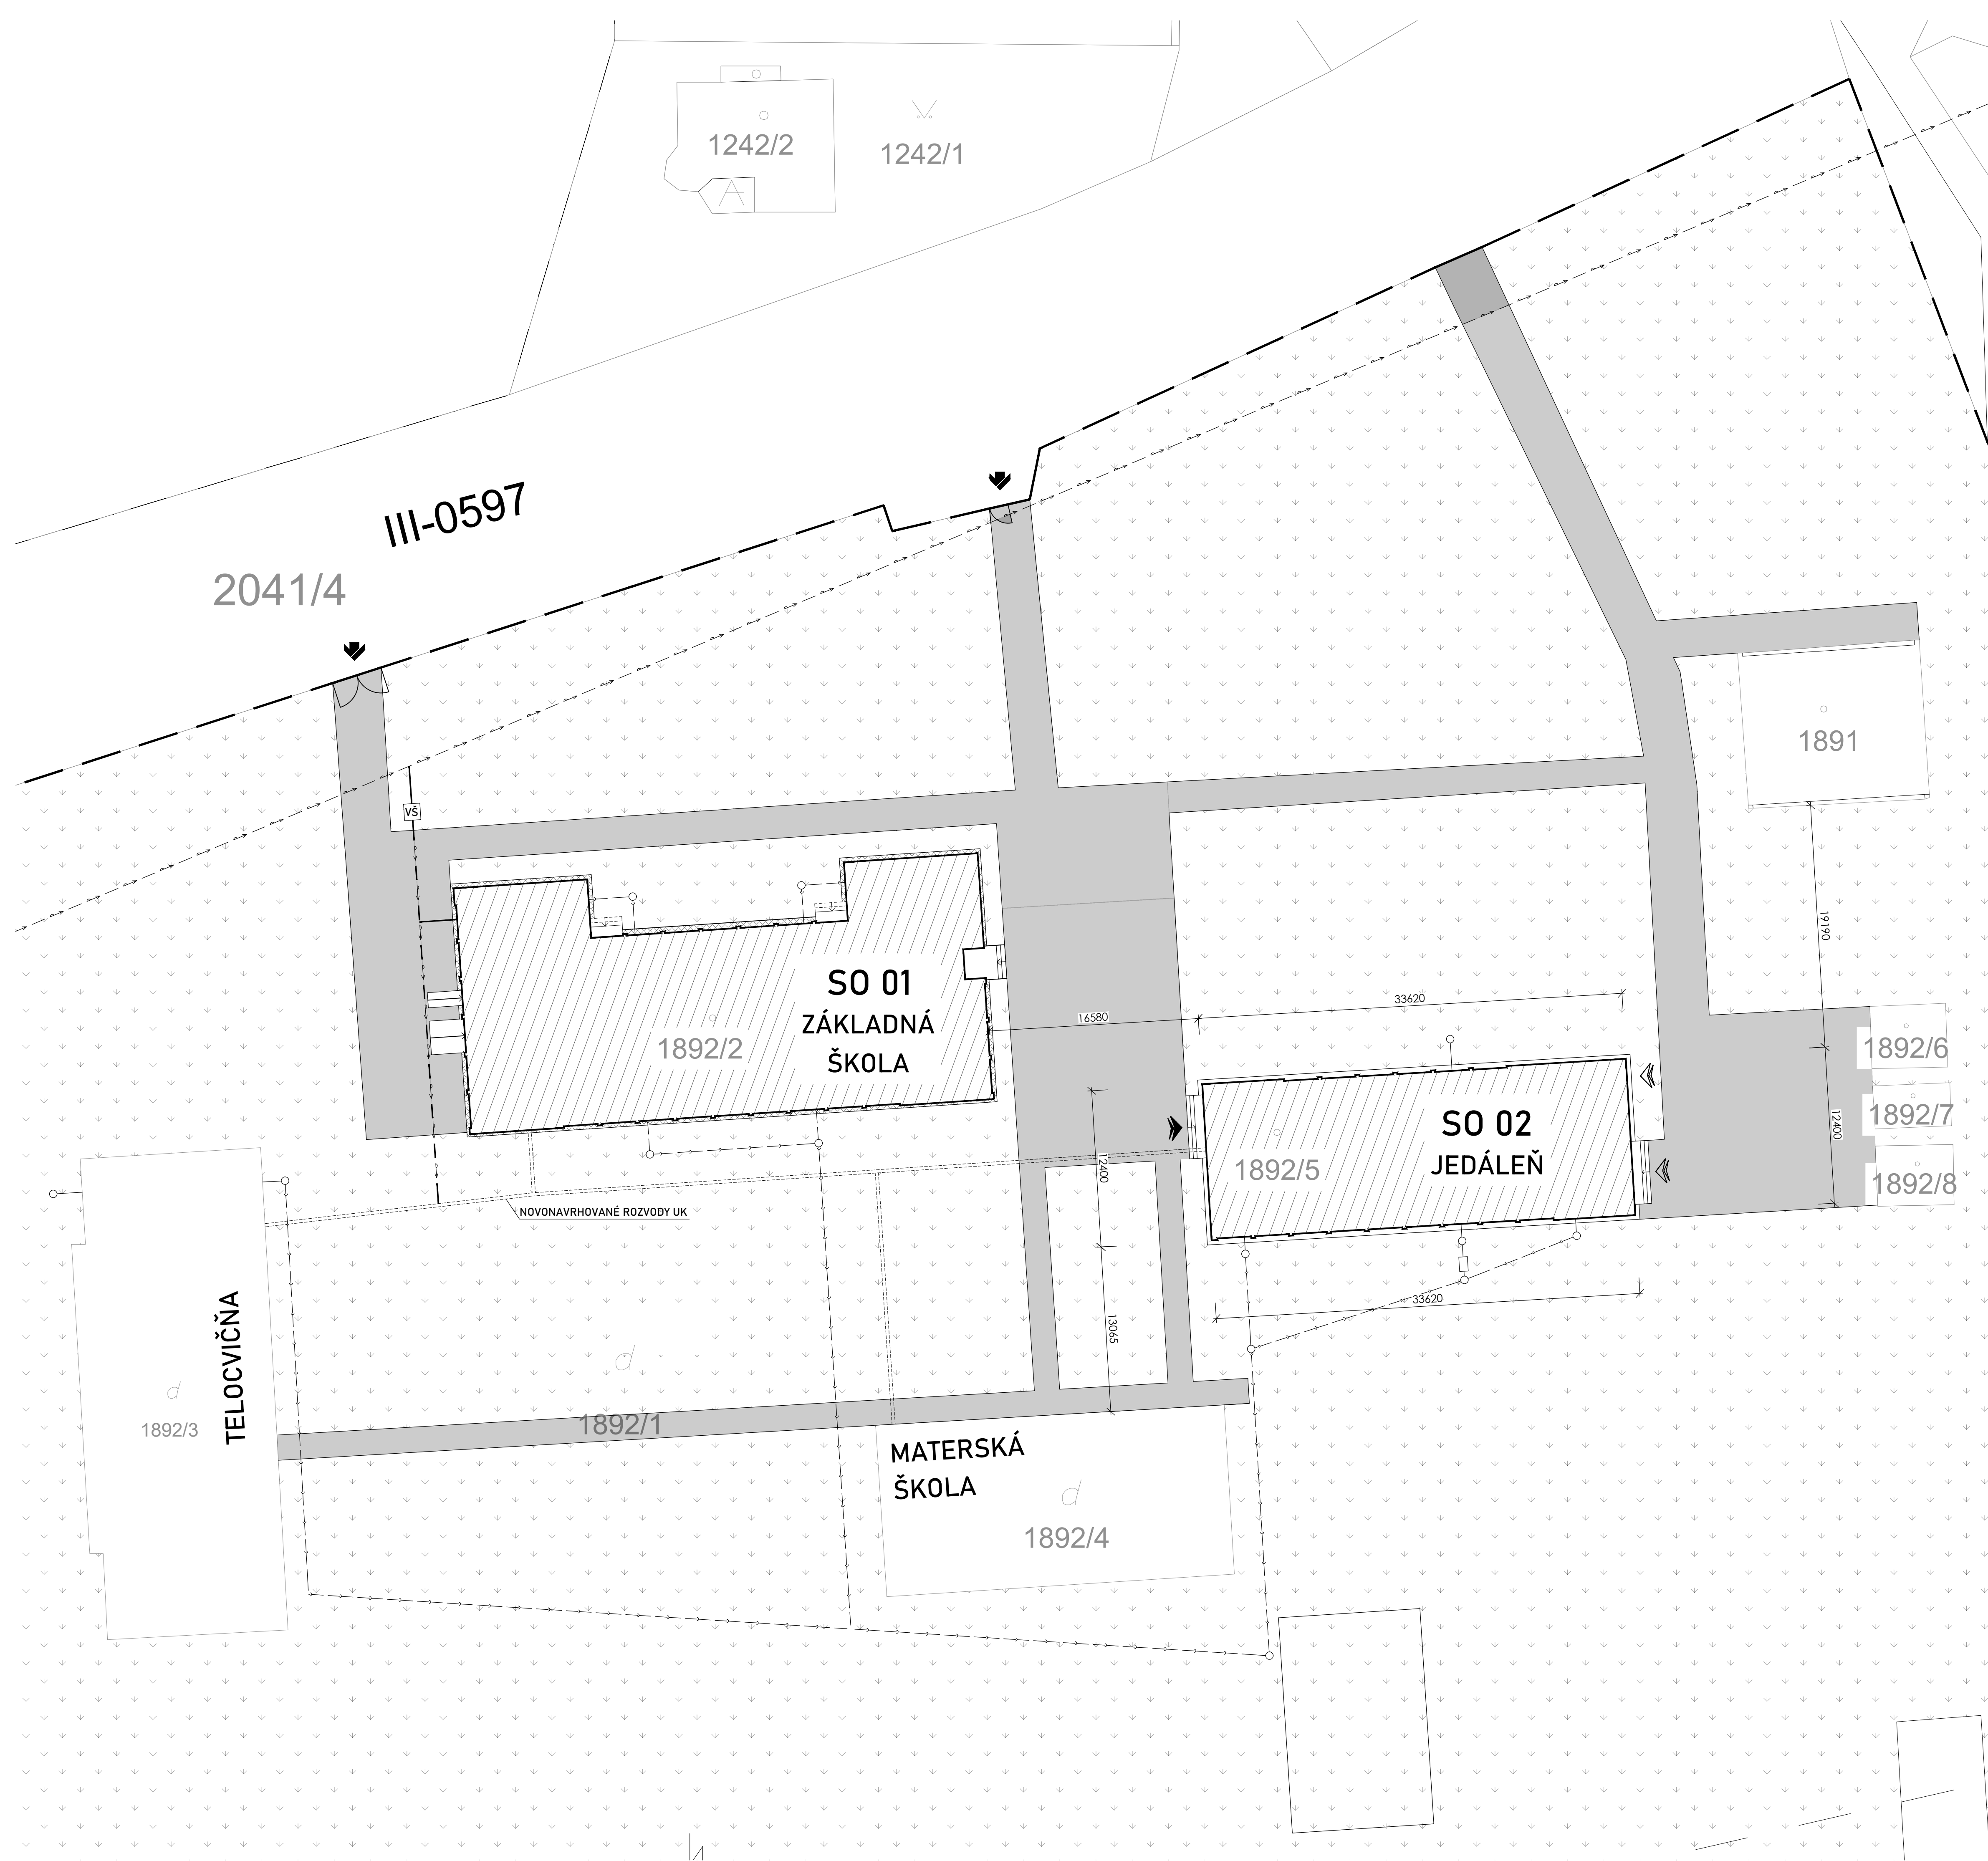 1242/2
1242/1
III-0597
2041/4
1891
VŠ
19190
SO 01
ZÁKLADNÁ
ŠKOLA
1892/2
16580
33620
1892/6
1892/7
1892/8
12400
SO 02
JEDÁLEŇ
1892/5
12400
NOVONAVRHOVANÉ ROZVODY UK
33620
13065
TELOCVIČŇA
1892/3
1892/1
MATERSKÁ
ŠKOLA
1892/4